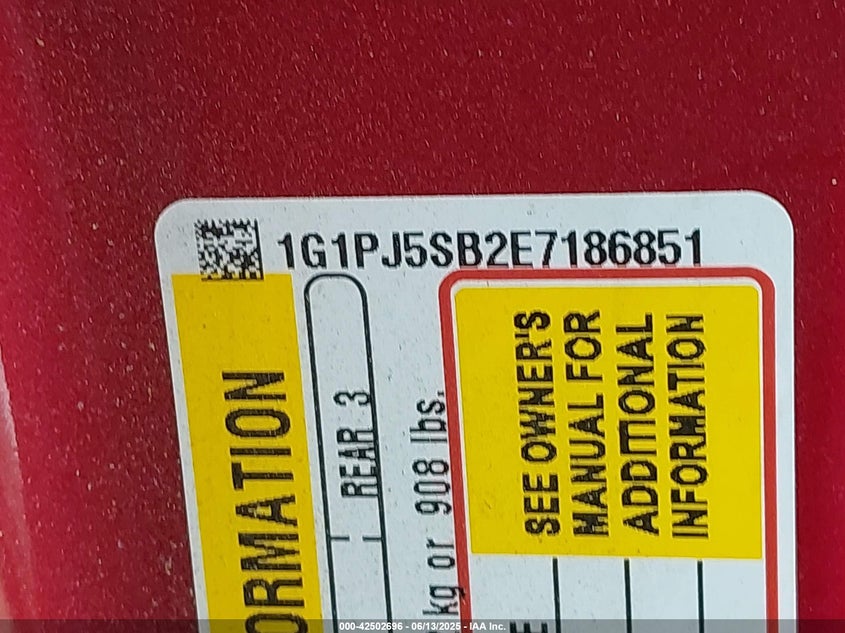 1G1PJ5SB2E7186851
SEE OWNER'S
MANUAL FOR
ADDITIONAL
INFORMATION
REAR 3
kg or 908 lbs.
ORMATION
000-42502696 - 06/13/2025 - IAA Inc.